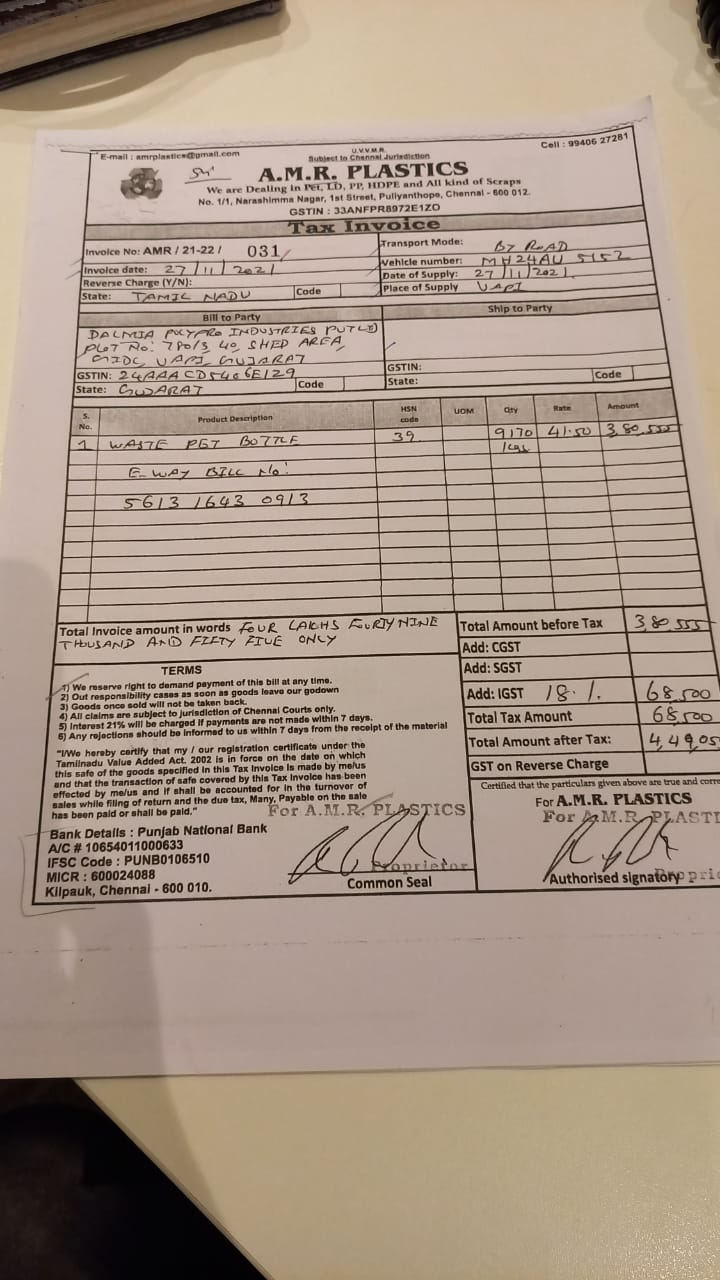 E-mail : amrplastics@gmail.com
U.V.V.M.R.
Subject to Chennai Jurisdiction
Cell : 99406 27281
A.M.R. PLASTICS
We are Dealing in Pet, LD, PP, HDPE and All kind of Scraps
No. 1/1, Narashimma Nagar, 1st Street, Puliyanthope, Chennai - 600 012.
GSTIN : 33ANFPR8972E1ZO
Tax Invoice
Invoice No: AMR / 21-22 / 031
Invoice date: 27/11/2021
Reverse Charge (Y/N):
State: TAMIL NADU Code
Transport Mode: BY ROAD
Vehicle number: MH24AU 5152
Date of Supply: 27/11/2021
Place of Supply VAPI
Bill to Party
DALMIA POLYPRO INDUSTRIES PVT LTD
PLOT NO: 780/3, 40, SHED AREA,
GIDC, VAPI, GUJARAT
GSTIN: 24AAACD5406E1Z9
State: GUJARAT Code
Ship to Party
GSTIN:
State: Code
S. No. Product Description HSN code UOM Qty Rate Amount
1 WASTE PET BOTTLE 39 9170 41.50 3,80,555
kgs
E-WAY BILL No:
5613 1643 0913
Total Invoice amount in words FOUR LAKHS FOURTY NINE
THOUSAND AND FIFTY FIVE ONLY
Total Amount before Tax 3,80,555
Add: CGST
Add: SGST
Add: IGST 18% 68,500
Total Tax Amount 68,500
Total Amount after Tax: 4,49,05
GST on Reverse Charge
TERMS
1) We reserve right to demand payment of this bill at any time.
2) Out responsibility cases as soon as goods leave our godown
3) Goods once sold will not be taken back.
4) All claims are subject to jurisdiction of Chennai Courts only.
5) Interest 21% will be charged if payments are not made within 7 days.
6) Any rejections should be informed to us within 7 days from the receipt of the material
"I/We hereby certify that my / our registration certificate under the
Tamilnadu Value Added Act. 2002 is in force on the date on which
this safe of the goods specified in this Tax Invoice is made by me/us
and that the transaction of safe covered by this Tax Invoice has been
effected by me/us and if shall be accounted for in the turnover of
sales while filing of return and the due tax, Many, Payable on the sale
has been paid or shall be paid."
For A.M.R. PLASTICS
Proprietor
Common Seal
Bank Details : Punjab National Bank
A/C # 10654011000633
IFSC Code : PUNB0106510
MICR : 600024088
Kilpauk, Chennai - 600 010.
Certified that the particulars given above are true and corre
For A.M.R. PLASTICS
For A.M.R. PLASTI
Authorised signatory
Propri